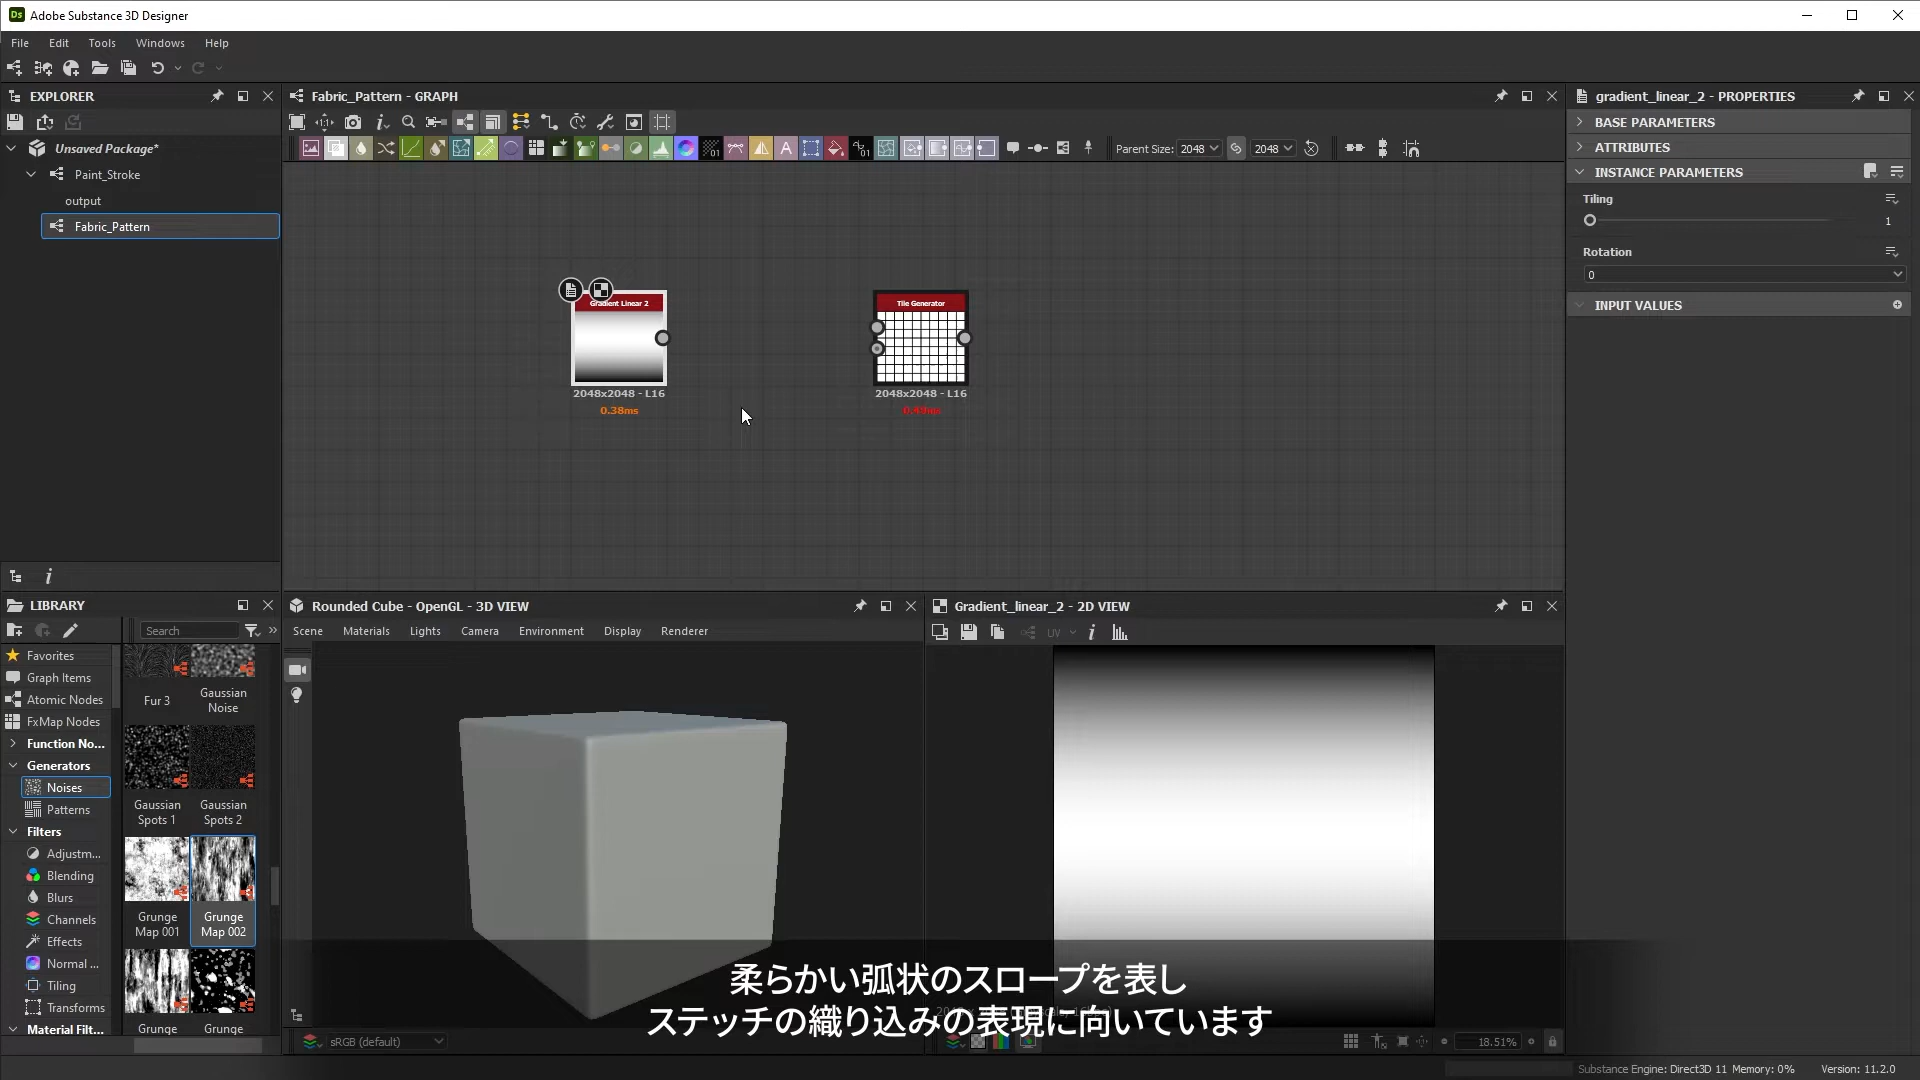 Adobe Substance 3D Designer
File Edit Tools Windows Help
EXPLORER
Unsaved Package*
Paint_Stroke
output
Fabric_Pattern
Fabric_Pattern - GRAPH
Parent Size: 2048 2048
Gradient Linear 2
2048x2048 - L16
0.38ms
Tile Generator
2048x2048 - L16
gradient_linear_2 - PROPERTIES
BASE PARAMETERS
ATTRIBUTES
INSTANCE PARAMETERS
Tiling
1
Rotation
0
INPUT VALUES
LIBRARY
Search
Favorites
Graph Items
Atomic Nodes
FxMap Nodes
Function No...
Generators
Noises
Patterns
Filters
Adjustm...
Blending
Blurs
Channels
Effects
Normal ...
Tiling
Transforms
Material Filt...
Fur 3
Gaussian Noise
Gaussian Spots 1
Gaussian Spots 2
Grunge Map 001
Grunge Map 002
Grunge
Grunge
Rounded Cube - OpenGL - 3D VIEW
Scene Materials Lights Camera Environment Display Renderer
sRGB (default)
Gradient_linear_2 - 2D VIEW
UV
18.51%
柔らかい弧状のスロープを表し
ステッチの織り込みの表現に向いています
Substance Engine: Direct3D 11 Memory: 0% Version: 11.2.0